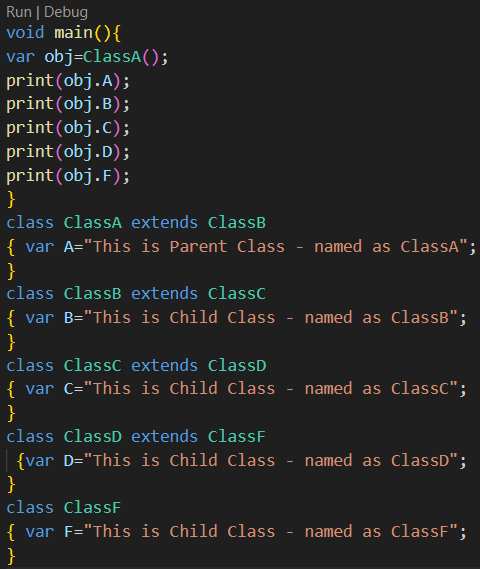 Run | Debug
void main(){
var obj=ClassA();
print(obj.A);
print(obj.B);
print(obj.C);
print(obj.D);
print(obj.F);
}
class ClassA extends ClassB
{ var A="This is Parent Class - named as ClassA";
}
class ClassB extends ClassC
{ var B="This is Child Class - named as ClassB";
}
class ClassC extends ClassD
{ var C="This is Child Class - named as ClassC";
}
class ClassD extends ClassF
{var D="This is Child Class - named as ClassD";
}
class ClassF
{ var F="This is Child Class - named as ClassF";
}